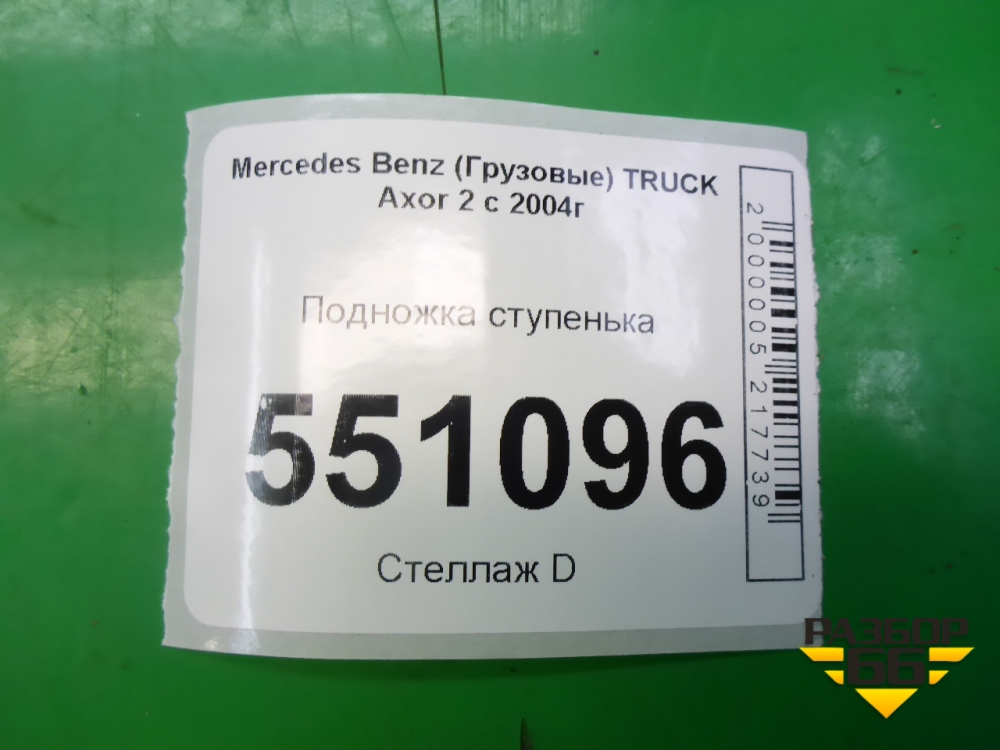 Mercedes Benz (Грузовые) TRUCK
Axor 2 с 2004г
Подножка ступенька
551096
Стеллаж D
2000005217739
РАЗБОР
66